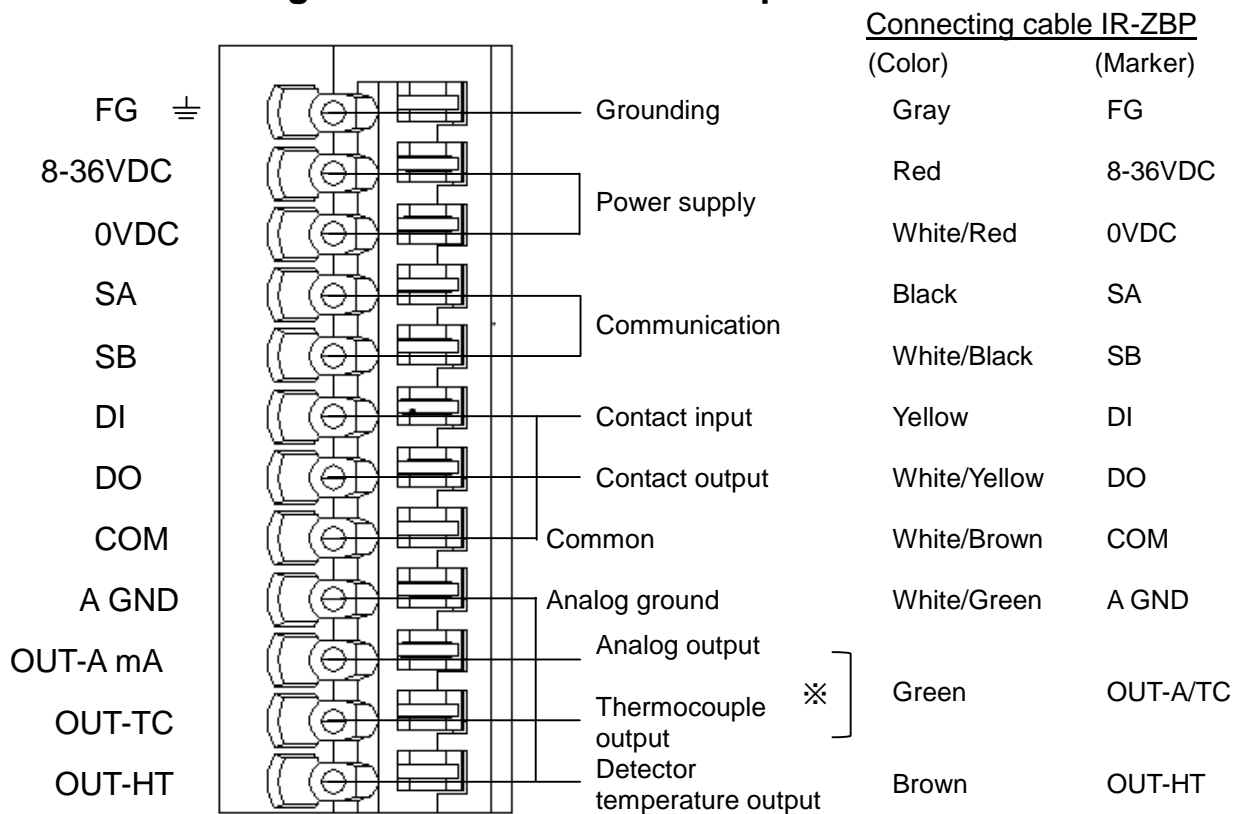 Connecting cable IR-ZBP
(Color) (Marker)
FG ⏚ Grounding Gray FG
8-36VDC Red 8-36VDC
Power supply
0VDC White/Red 0VDC
SA Black SA
Communication
SB White/Black SB
DI Contact input Yellow DI
DO Contact output White/Yellow DO
COM Common White/Brown COM
A GND Analog ground White/Green A GND
OUT-A mA Analog output
※ Green OUT-A/TC
OUT-TC Thermocouple
output
OUT-HT Detector
temperature output Brown OUT-HT